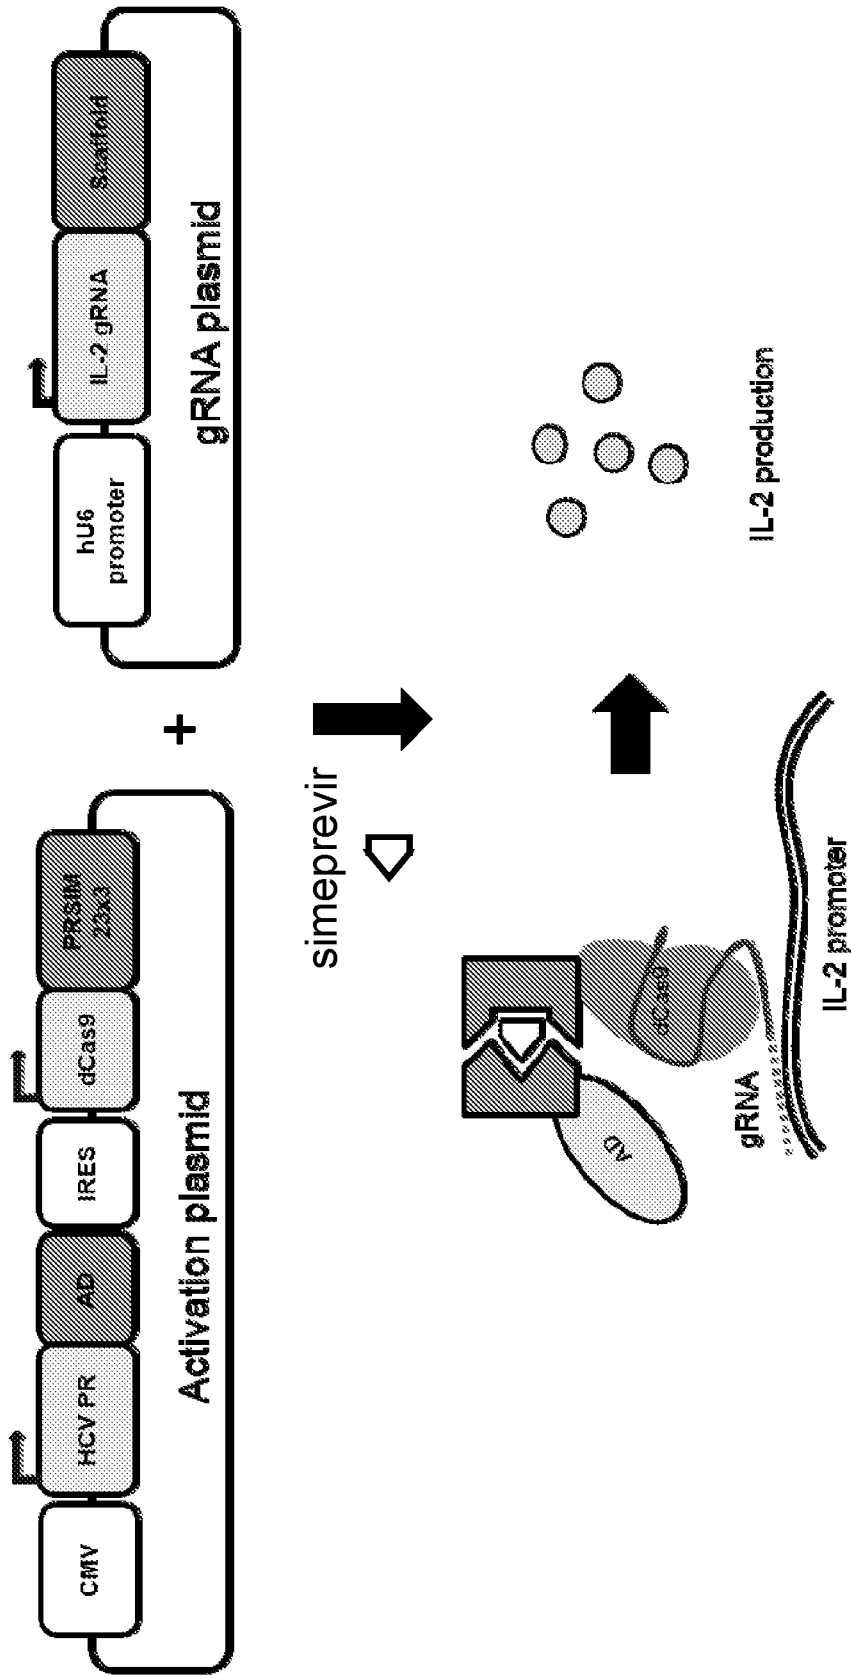 CMV
HCV PR
AD
IRES
dCas9
PRSIM
23x3
Activation plasmid
+
hU6
promoter
IL-2 gRNA
Scaffold
gRNA plasmid
simeprevir
AD
dCas9
gRNA
IL-2 promoter
IL-2 production